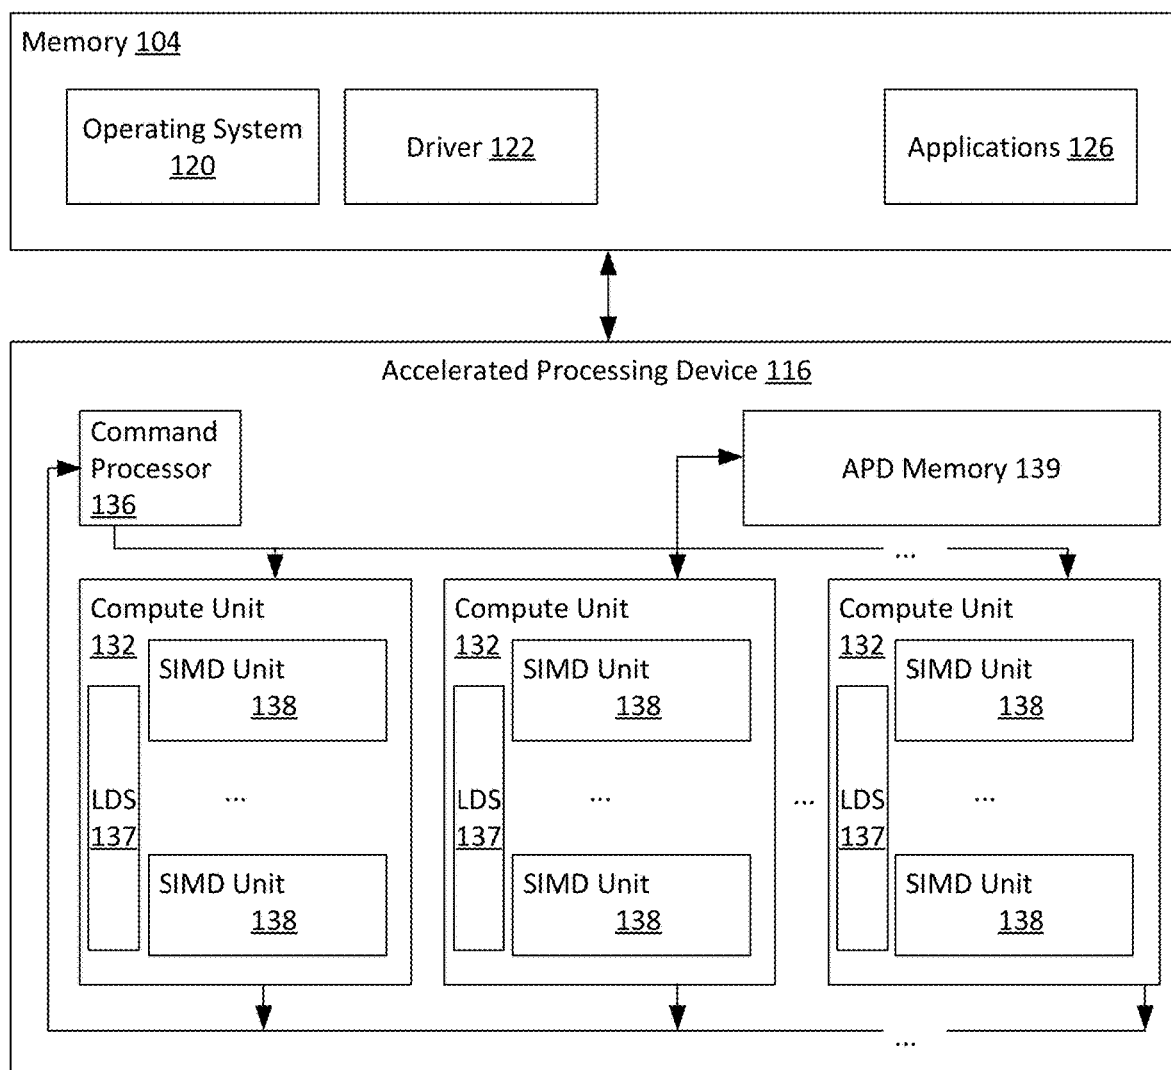 Memory 104
Operating System
120
Driver 122
Applications 126
Accelerated Processing Device 116
Command
Processor
136
APD Memory 139
...
Compute Unit
132
SIMD Unit
138
LDS
137
...
SIMD Unit
138
Compute Unit
132
SIMD Unit
138
LDS
137
...
SIMD Unit
138
...
Compute Unit
132
SIMD Unit
138
LDS
137
...
SIMD Unit
138
...